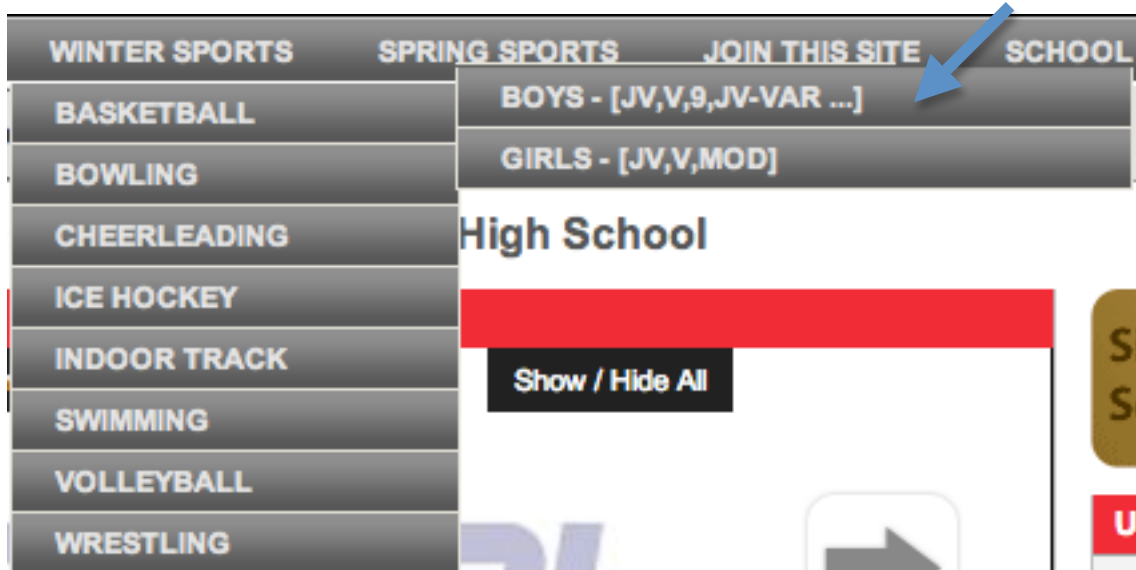 WINTER SPORTS SPRING SPORTS JOIN THIS SITE SCHOOL
BASKETBALL
BOYS - [JV,V,9,JV-VAR ...]
BOWLING
GIRLS - [JV,V,MOD]
CHEERLEADING
High School
ICE HOCKEY
INDOOR TRACK
Show / Hide All
SWIMMING
VOLLEYBALL
WRESTLING